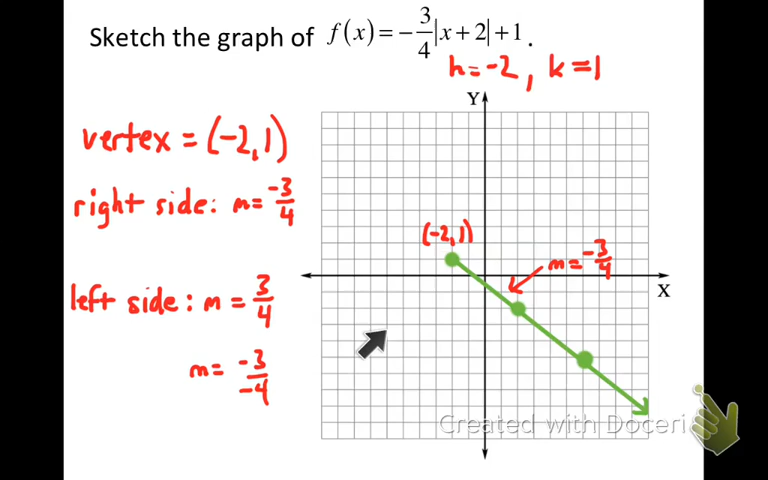 Sketch the graph of f(x) = -3/4|x+2|+1.
h=-2, k=1
Y
vertex = (-2,1)
right side: m=-3/4
(-2,1)
m=-3/4
X
left side: m=3/4
m=-3/-4
Created with Doceri